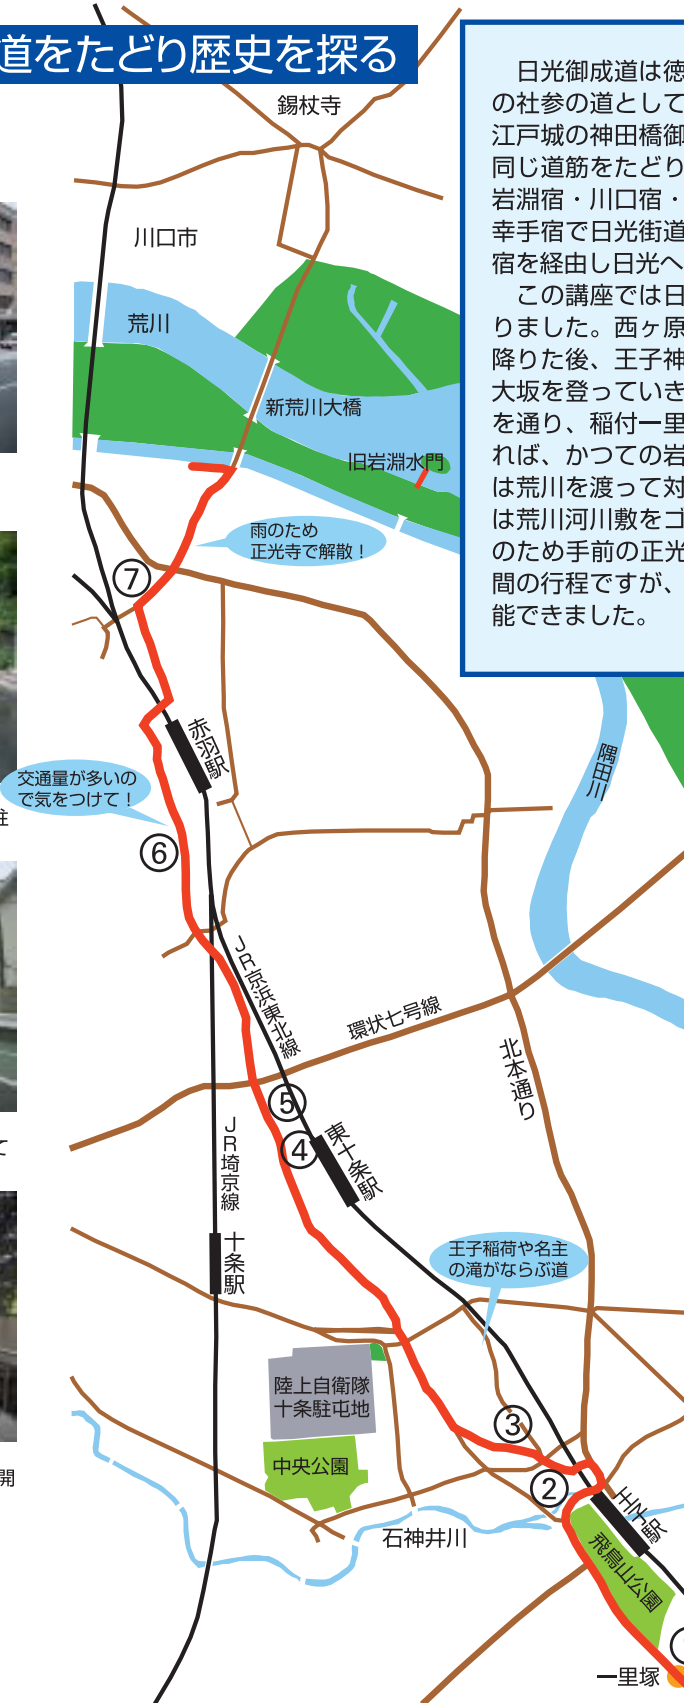 道をたどり歴史を探る
錫杖寺
川口市
荒川
新荒川大橋
旧岩淵水門
日光御成道は徳
の社参の道として
江戸城の神田橋御
同じ道筋をたどり
岩淵宿・川口宿・
幸手宿で日光街道
宿を経由し日光へ
この講座では日
りました。西ヶ原
降りた後、王子神
大坂を登っていき
を通り、稲付一里
れば、かつての岩
は荒川を渡って対
は荒川河川敷をゴ
のため手前の正光
間の行程ですが、
能できました。
雨のため
正光寺で解散！
⑦
赤羽駅
隅田川
交通量が多いの
で気をつけて！
⑥
JR京浜東北線
環状七号線
北本通り
⑤
④
東十条駅
JR埼京線
十条駅
て
王子稲荷や名主
の滝がならぶ道
陸上自衛隊
十条駐屯地
中央公園
③
②
開
石神井川
王子駅
飛鳥山公園
一里塚